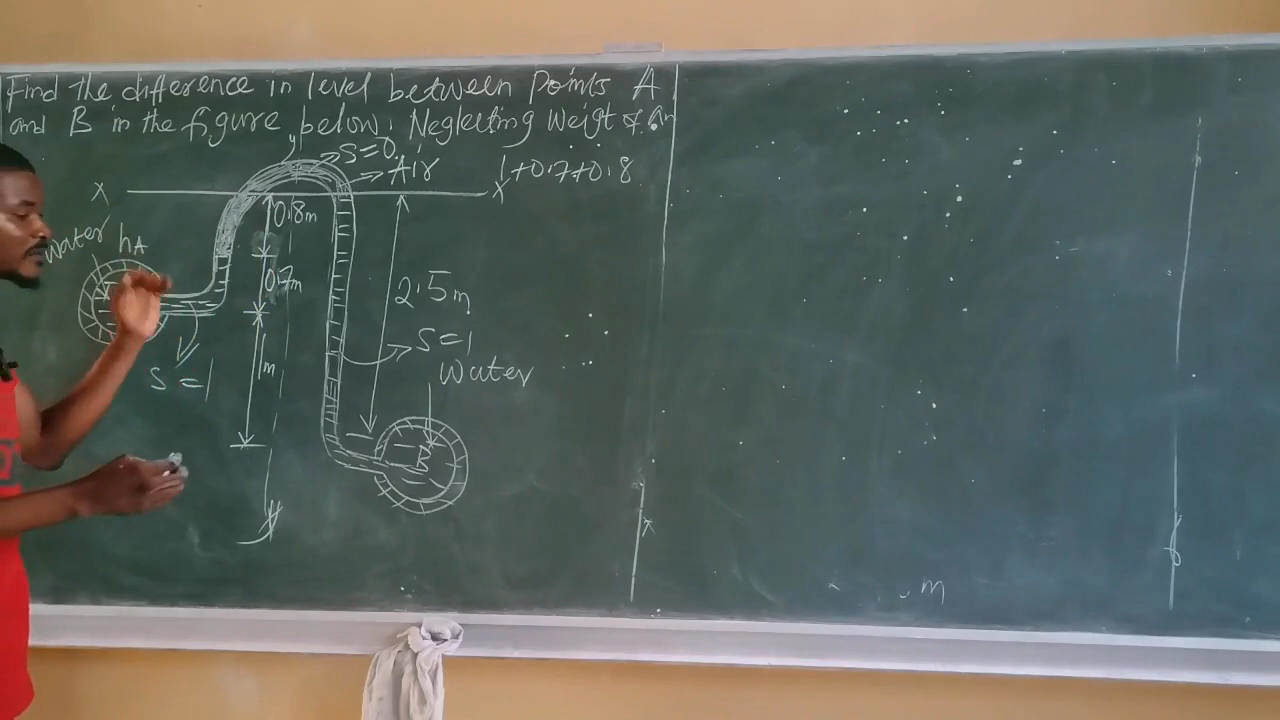 Find the difference in level between Points A
and B in the figure below. Neglecting Weigt of Air
y
S=0
Air
1+0.7+0.8
X
X
0.8m
Water
hA
0.7m
2.5m
S=1
1m
S=1
Water
B
y
m